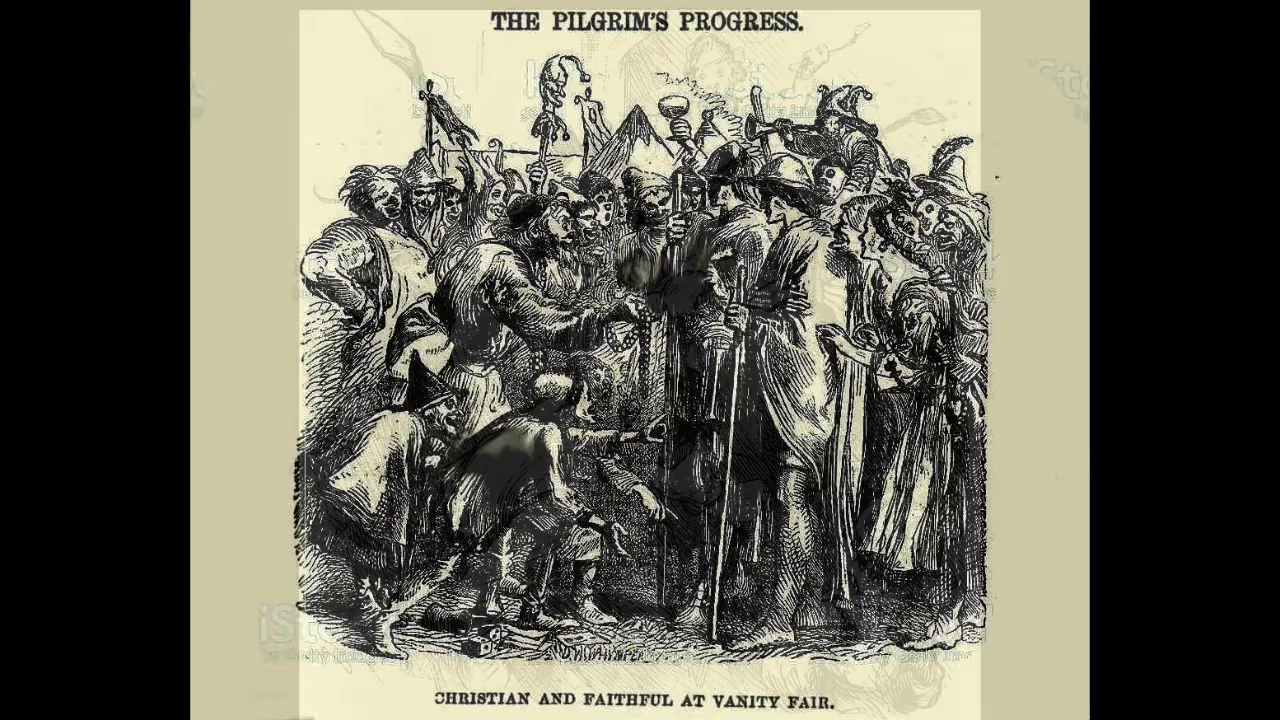 THE PILGRIM'S PROGRESS.
CHRISTIAN AND FAITHFUL AT VANITY FAIR.